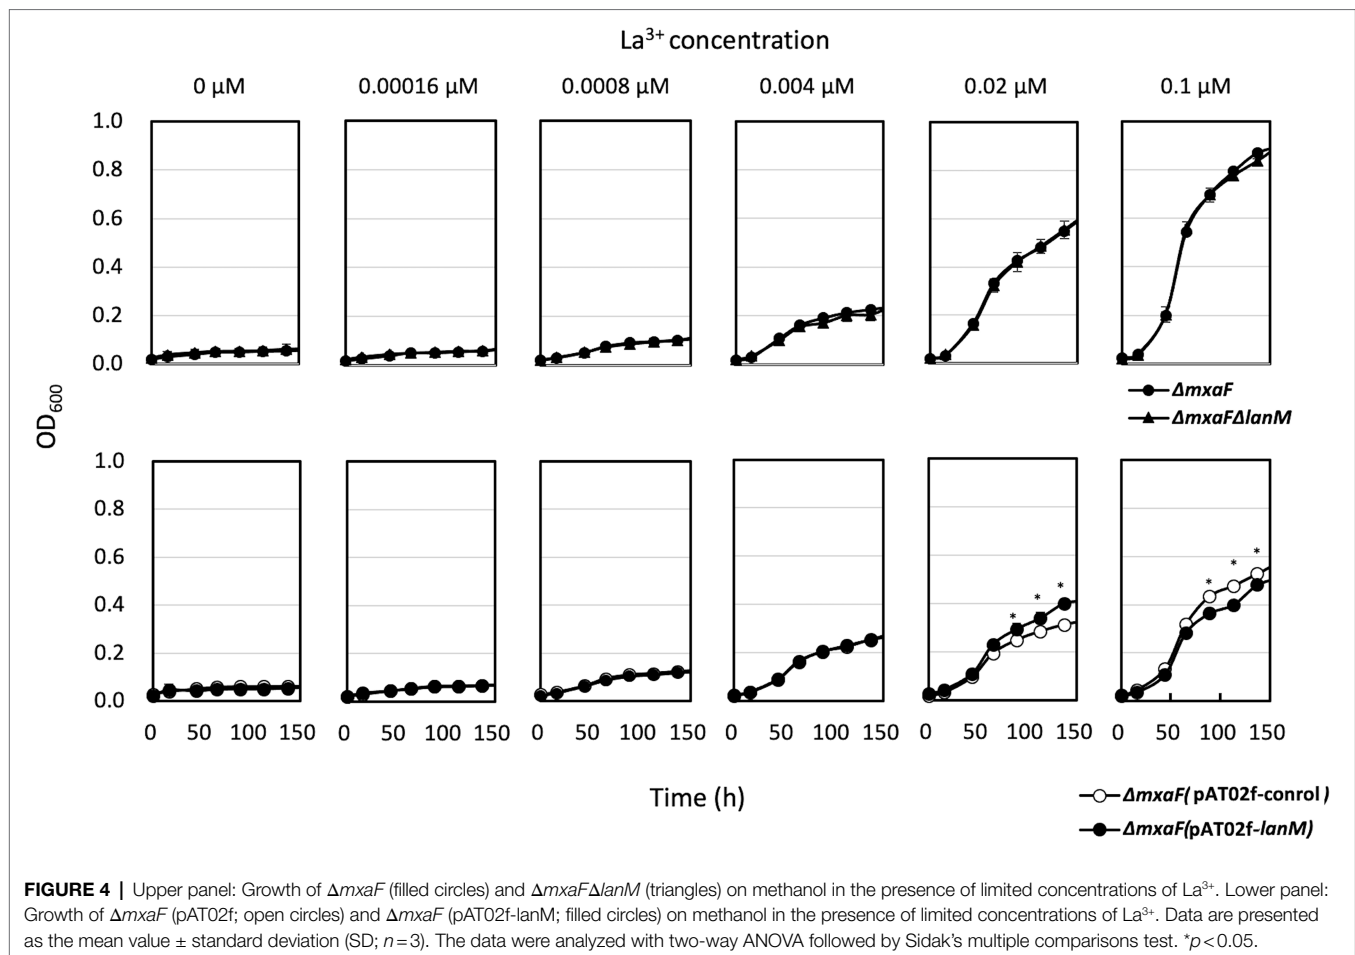 La³⁺ concentration
0 µM 0.00016 µM 0.0008 µM 0.004 µM 0.02 µM 0.1 µM
1.0
0.8
0.6
0.4
0.2
0.0
ΔmxaF
ΔmxaFΔlanM
OD₆₀₀
1.0
0.8
0.6
0.4
0.2
0.0
* * *
* * *
0 50 100 150 0 50 100 150 0 50 100 150 0 50 100 150 0 50 100 150 0 50 100 150
Time (h)
ΔmxaF(pAT02f-conrol)
ΔmxaF(pAT02f-lanM)
FIGURE 4 | Upper panel: Growth of ΔmxaF (filled circles) and ΔmxaFΔlanM (triangles) on methanol in the presence of limited concentrations of La³⁺. Lower panel:
Growth of ΔmxaF (pAT02f; open circles) and ΔmxaF (pAT02f-lanM; filled circles) on methanol in the presence of limited concentrations of La³⁺. Data are presented
as the mean value ± standard deviation (SD; n=3). The data were analyzed with two-way ANOVA followed by Sidak's multiple comparisons test. *p<0.05.